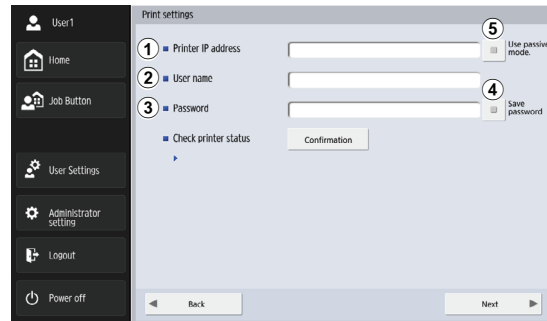 User1
Print settings
5
1 Printer IP address
Use passive
mode.
Home
2 User name
4
Job Button
3 Password
Save
password
Check printer status
Confirmation
User Settings
Administrator
setting
Logout
Power off
Back
Next